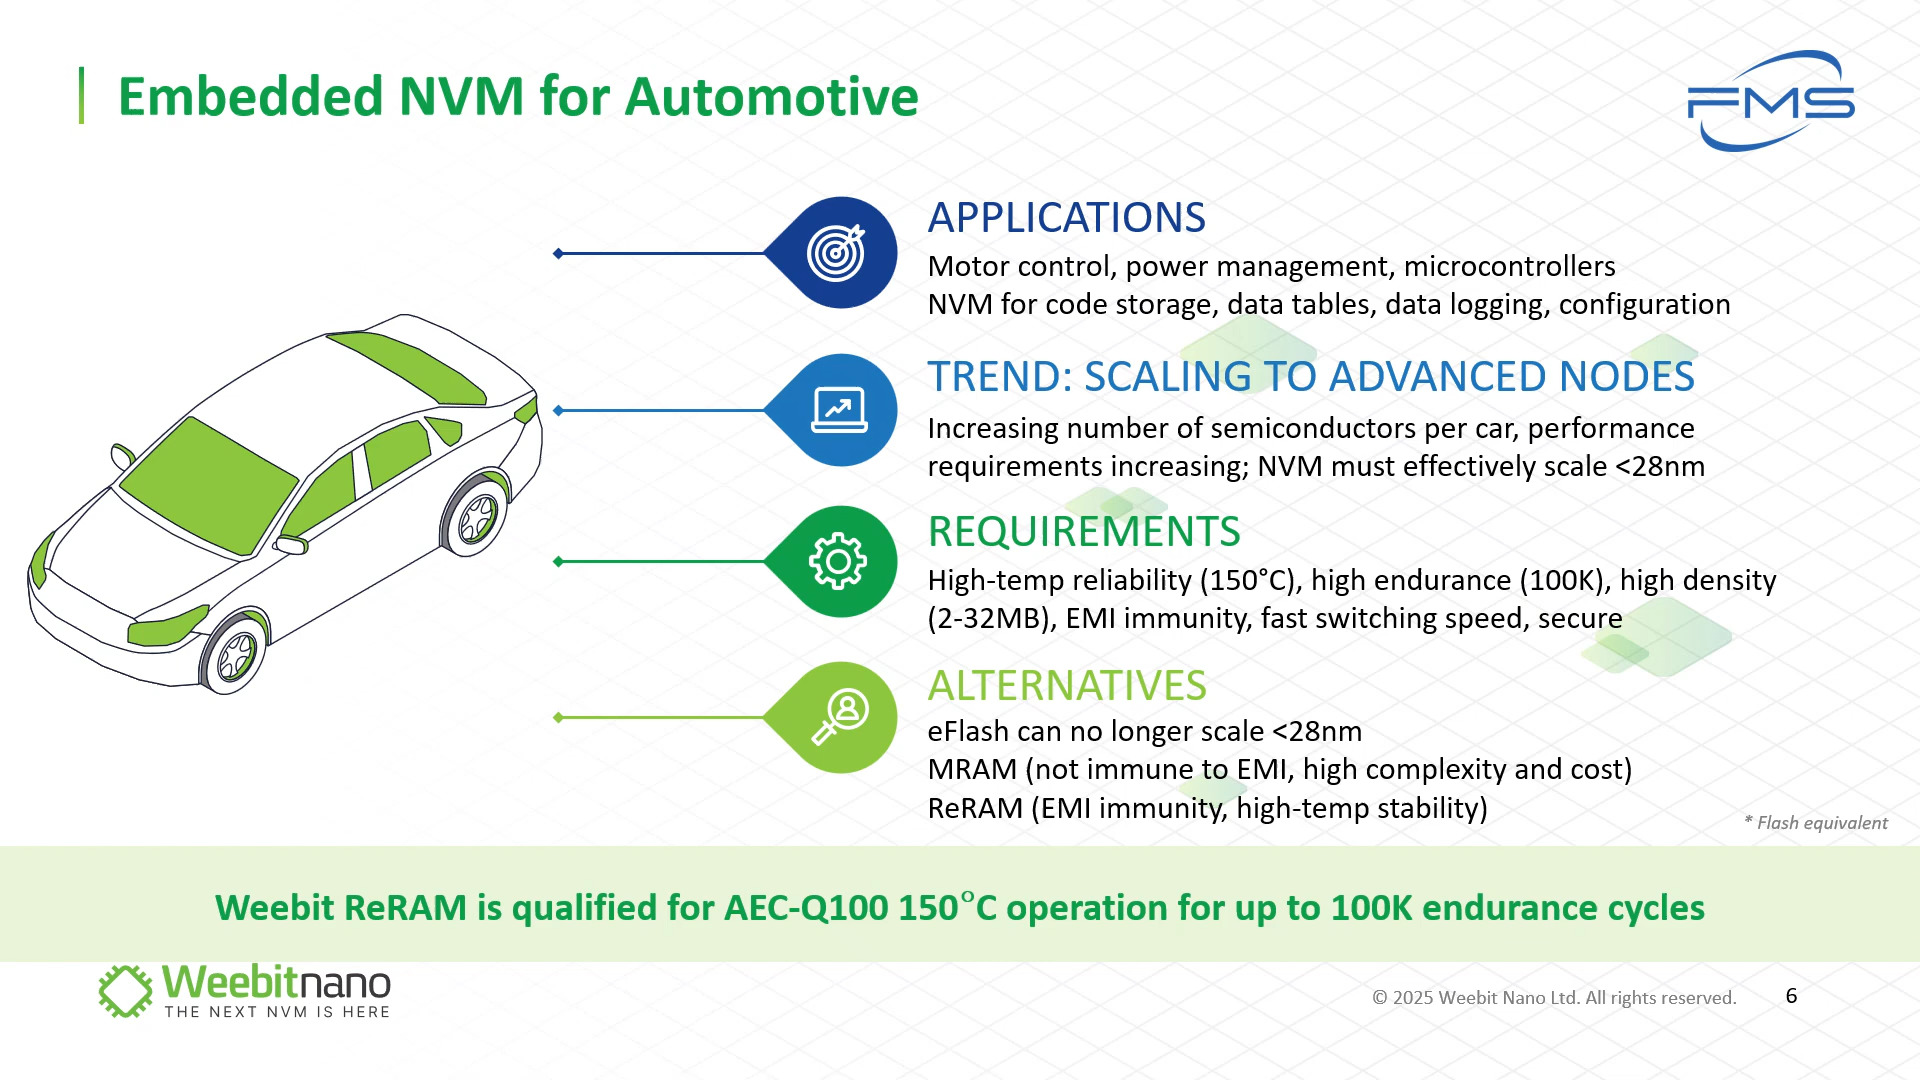 Embedded NVM for Automotive
FMS
APPLICATIONS
Motor control, power management, microcontrollers
NVM for code storage, data tables, data logging, configuration
TREND: SCALING TO ADVANCED NODES
Increasing number of semiconductors per car, performance
requirements increasing; NVM must effectively scale <28nm
REQUIREMENTS
High-temp reliability (150°C), high endurance (100K), high density
(2-32MB), EMI immunity, fast switching speed, secure
ALTERNATIVES
eFlash can no longer scale <28nm
MRAM (not immune to EMI, high complexity and cost)
ReRAM (EMI immunity, high-temp stability)
* Flash equivalent
Weebit ReRAM is qualified for AEC-Q100 150°C operation for up to 100K endurance cycles
Weebitnano
THE NEXT NVM IS HERE
© 2025 Weebit Nano Ltd. All rights reserved.
6